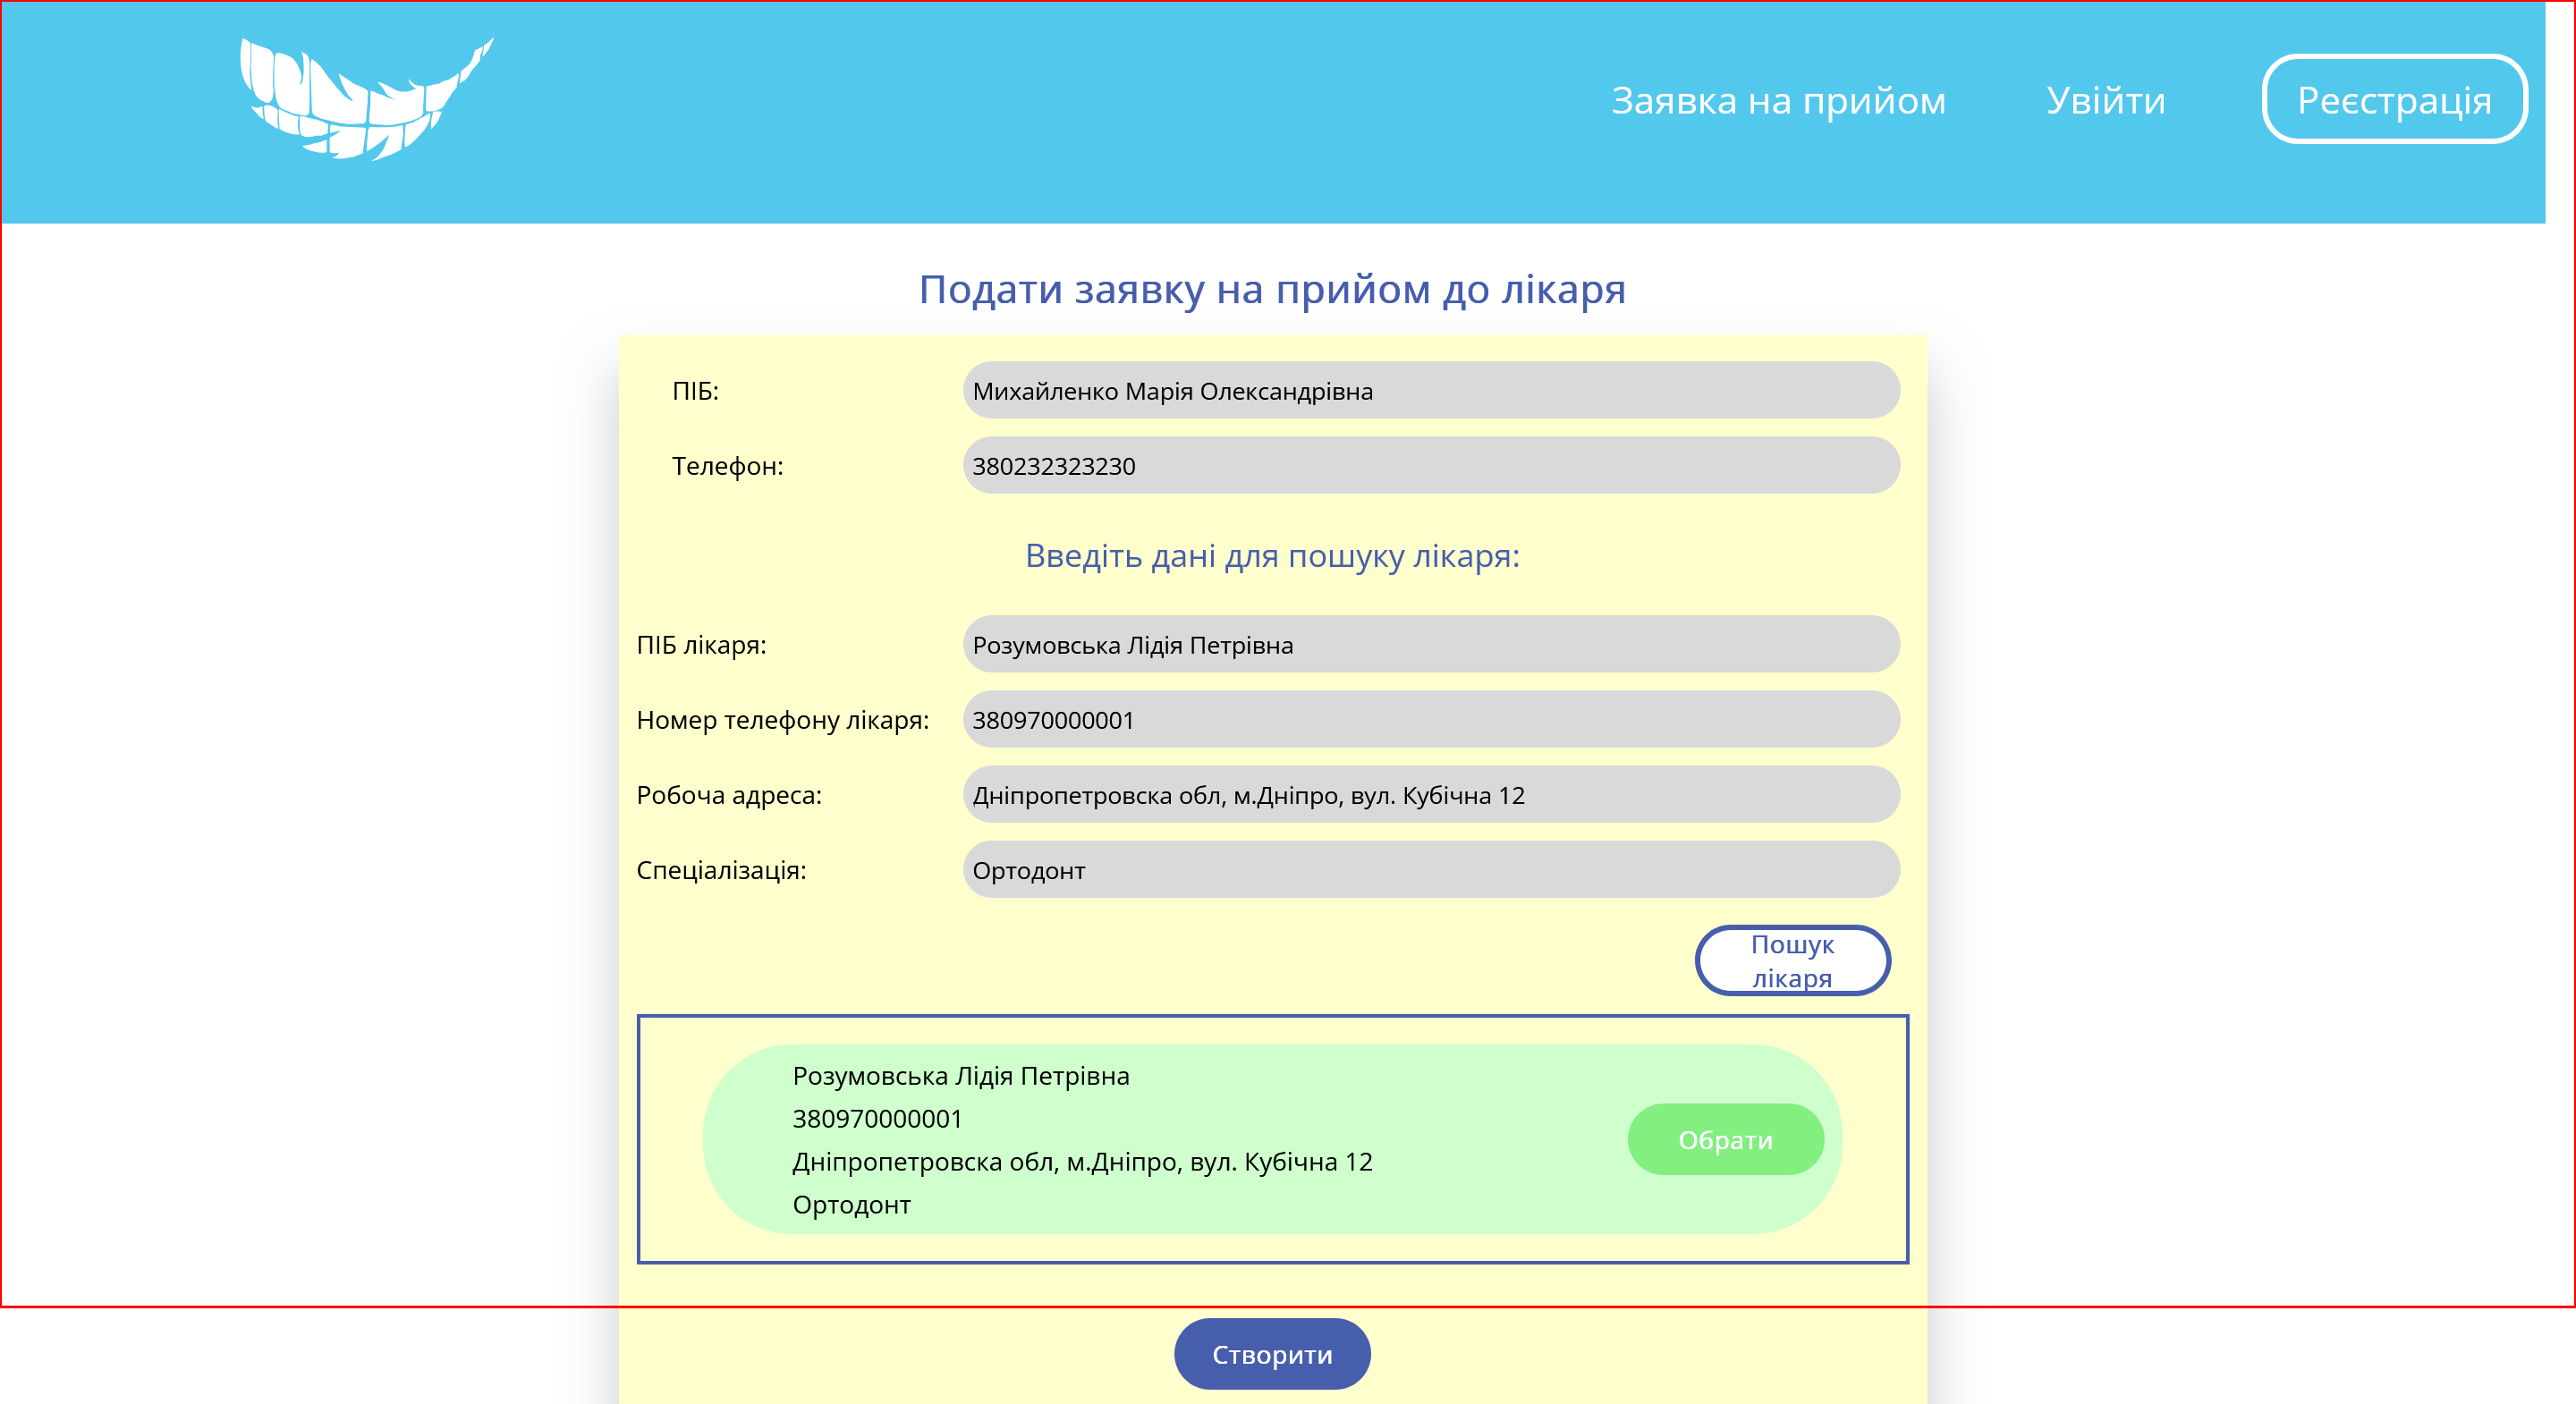 Заявка на прийом Увійти Реєстрація
Подати заявку на прийом до лікаря
ПІБ: Михайленко Марія Олександрівна
Телефон: 380232323230
Введіть дані для пошуку лікаря:
ПІБ лікаря: Розумовська Лідія Петрівна
Номер телефону лікаря: 380970000001
Робоча адреса: Дніпропетровска обл, м.Дніпро, вул. Кубічна 12
Спеціалізація: Ортодонт
Пошук
лікаря
Розумовська Лідія Петрівна
380970000001
Дніпропетровска обл, м.Дніпро, вул. Кубічна 12
Обрати
Ортодонт
Створити